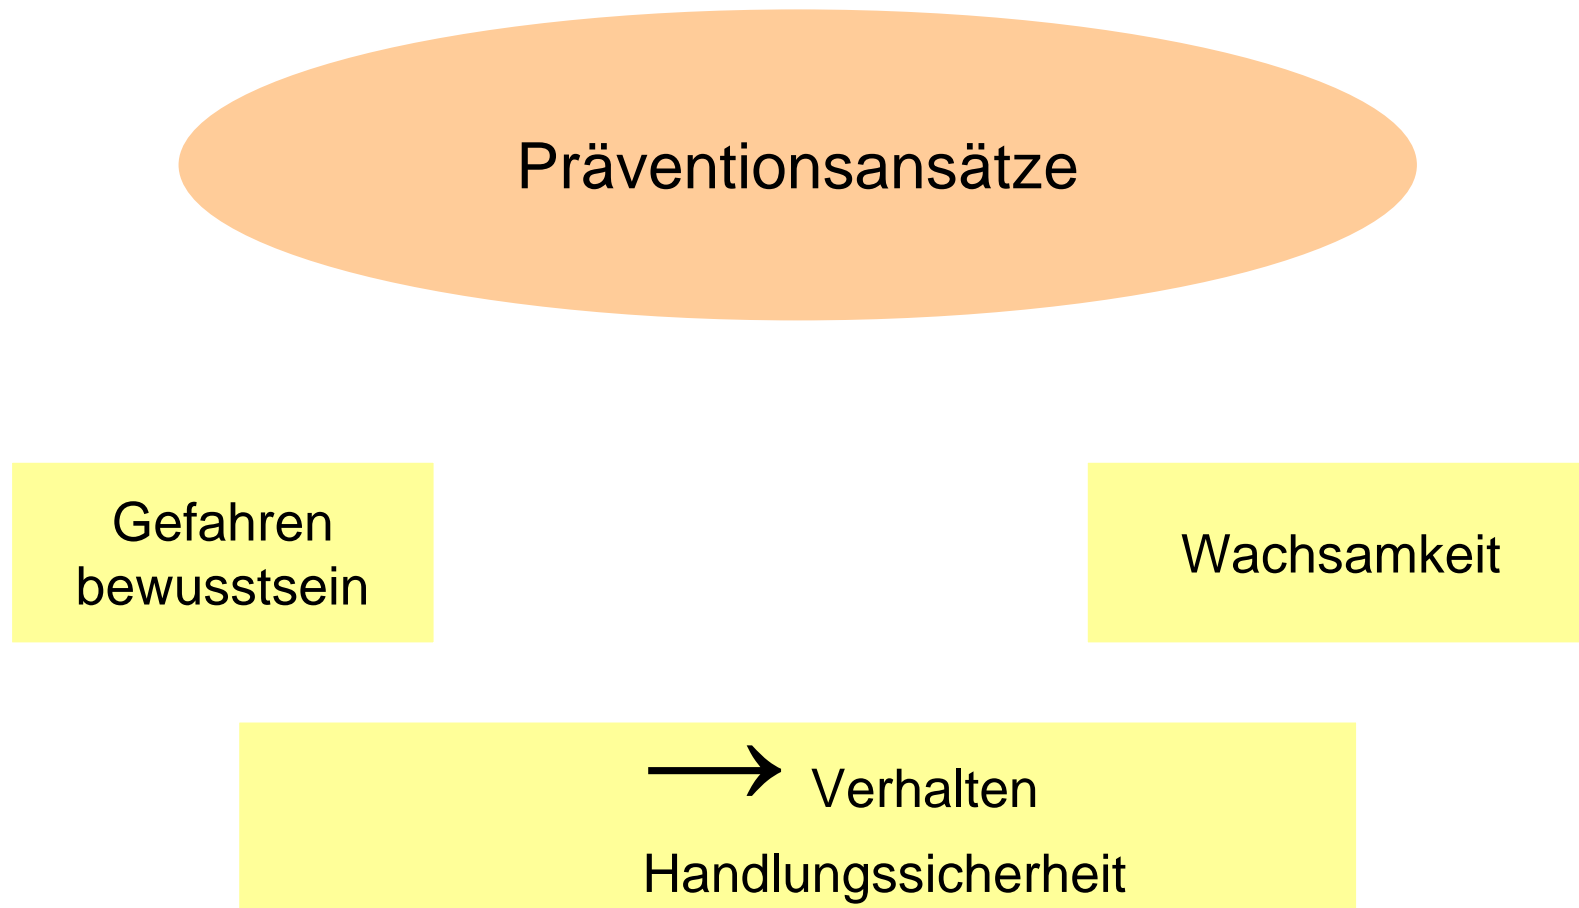 Präventionsansätze
Gefahren
bewusstsein
Wachsamkeit
→ Verhalten
Handlungssicherheit